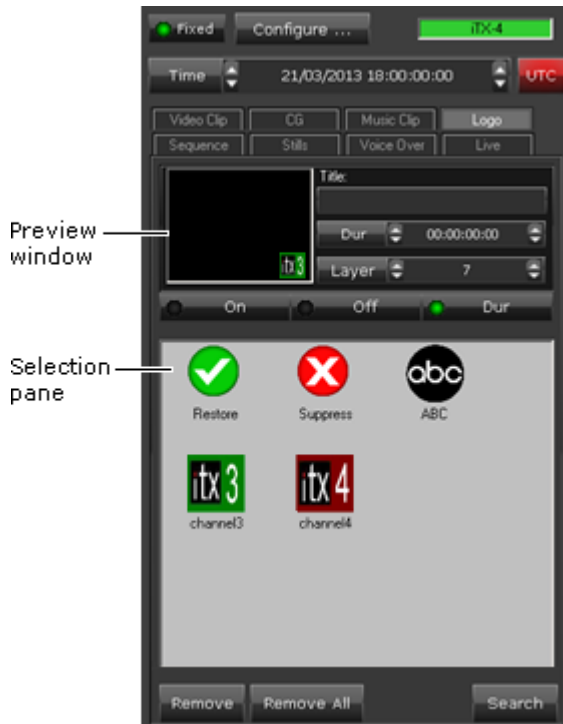 Fixed Configure ... iTX-4
Time 21/03/2013 18:00:00:00 UTC
Video Clip CG Music Clip Logo
Sequence Stills Voice Over Live
Title:
Preview window
itx 3
Dur 00:00:00:00
Layer 7
On Off Dur
Selection pane
abc
Restore Suppress ABC
itx 3 itx 4
channel3 channel4
Remove Remove All Search